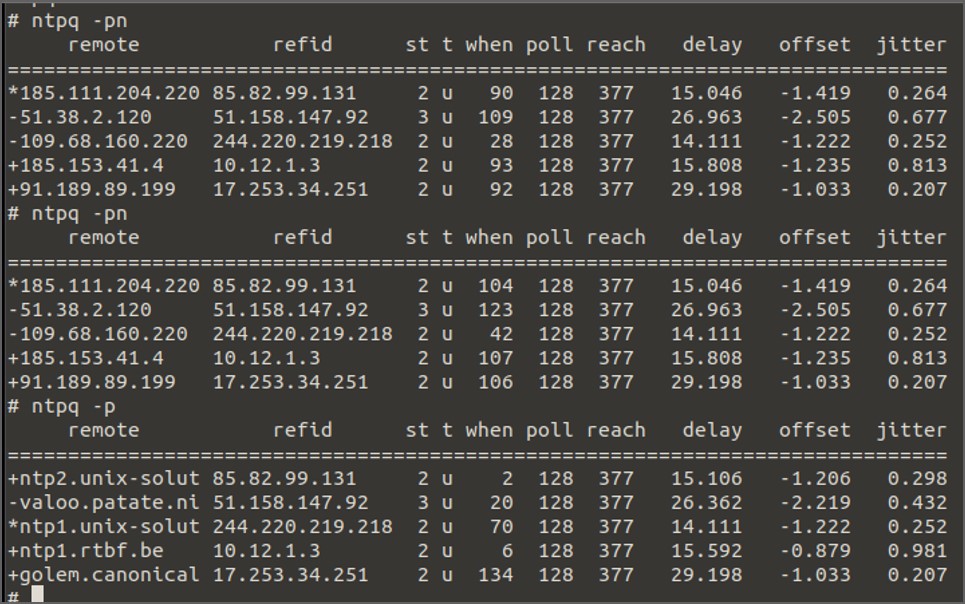 # ntpq -pn
     remote           refid      st t when poll reach   delay   offset  jitter
==============================================================================
*185.111.204.220 85.82.99.131     2 u   90  128  377   15.046   -1.419   0.264
-51.38.2.120     51.158.147.92    3 u  109  128  377   26.963   -2.505   0.677
-109.68.160.220  244.220.219.218  2 u   28  128  377   14.111   -1.222   0.252
+185.153.41.4    10.12.1.3        2 u   93  128  377   15.808   -1.235   0.813
+91.189.89.199   17.253.34.251    2 u   92  128  377   29.198   -1.033   0.207
# ntpq -pn
     remote           refid      st t when poll reach   delay   offset  jitter
==============================================================================
*185.111.204.220 85.82.99.131     2 u  104  128  377   15.046   -1.419   0.264
-51.38.2.120     51.158.147.92    3 u  123  128  377   26.963   -2.505   0.677
-109.68.160.220  244.220.219.218  2 u   42  128  377   14.111   -1.222   0.252
+185.153.41.4    10.12.1.3        2 u  107  128  377   15.808   -1.235   0.813
+91.189.89.199   17.253.34.251    2 u  106  128  377   29.198   -1.033   0.207
# ntpq -p
     remote           refid      st t when poll reach   delay   offset  jitter
==============================================================================
+ntp2.unix-solut 85.82.99.131     2 u    2  128  377   15.106   -1.206   0.298
-valoo.patate.ni 51.158.147.92    3 u   20  128  377   26.362   -2.219   0.432
*ntp1.unix-solut 244.220.219.218  2 u   70  128  377   14.111   -1.222   0.252
+ntp1.rtbf.be    10.12.1.3        2 u    6  128  377   15.592   -0.879   0.981
+golem.canonical 17.253.34.251    2 u  134  128  377   29.198   -1.033   0.207
#